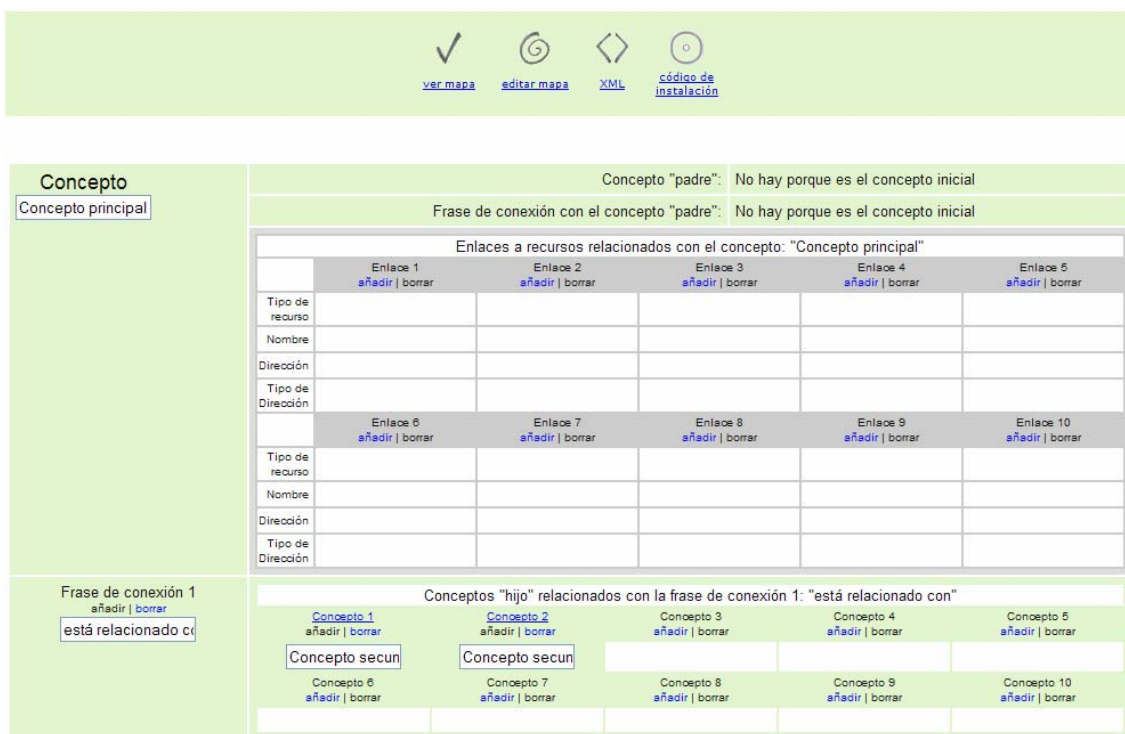 ver mapa editar mapa XML código de
instalación
Concepto
Concepto principal
Concepto "padre": No hay porque es el concepto inicial
Frase de conexión con el concepto "padre": No hay porque es el concepto inicial
Enlaces a recursos relacionados con el concepto: "Concepto principal"
Enlace 1 Enlace 2 Enlace 3 Enlace 4 Enlace 5
añadir | borrar añadir | borrar añadir | borrar añadir | borrar añadir | borrar
Tipo de
recurso
Nombre
Dirección
Tipo de
Dirección
Enlace 6 Enlace 7 Enlace 8 Enlace 9 Enlace 10
añadir | borrar añadir | borrar añadir | borrar añadir | borrar añadir | borrar
Tipo de
recurso
Nombre
Dirección
Tipo de
Dirección
Frase de conexión 1
añadir | borrar
está relacionado co
Conceptos "hijo" relacionados con la frase de conexión 1: "está relacionado con"
Concepto 1 Concepto 2 Concepto 3 Concepto 4 Concepto 5
añadir | borrar añadir | borrar añadir | borrar añadir | borrar añadir | borrar
Concepto secun Concepto secun
Concepto 6 Concepto 7 Concepto 8 Concepto 9 Concepto 10
añadir | borrar añadir | borrar añadir | borrar añadir | borrar añadir | borrar